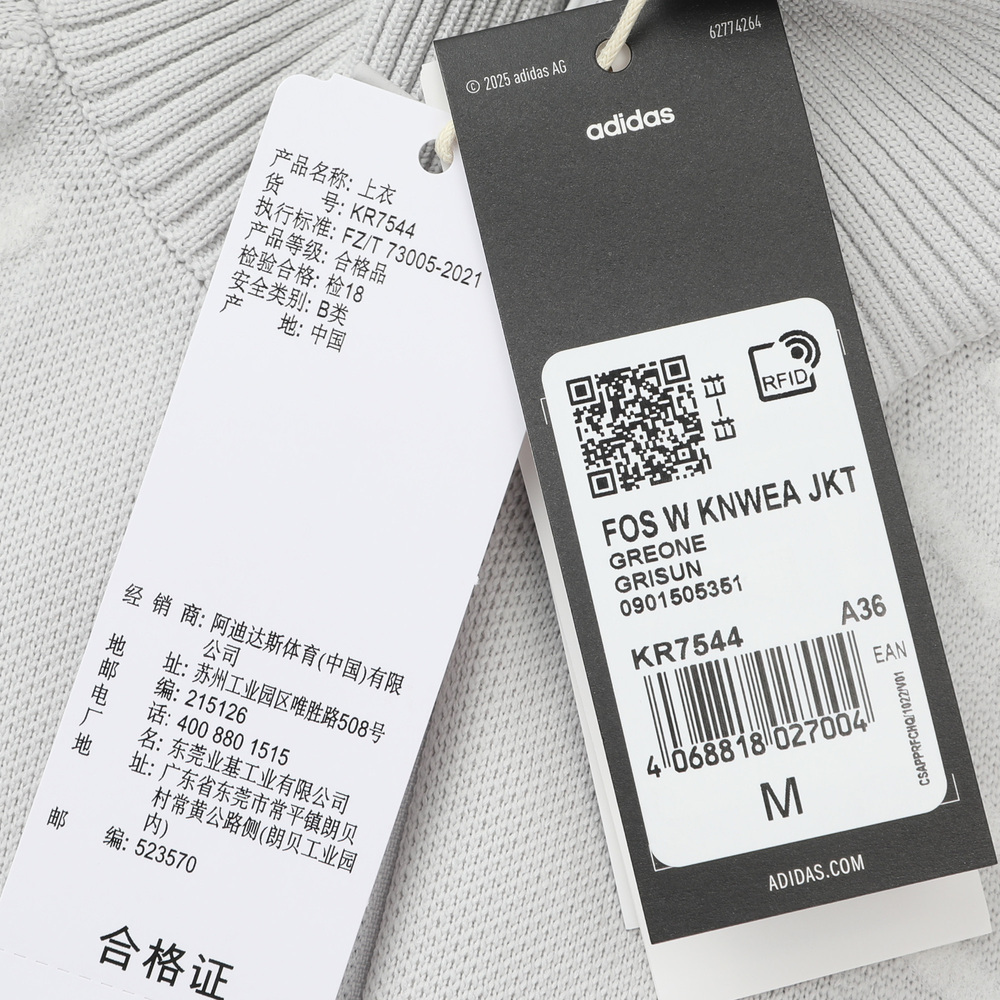 产品名称: 上衣
货 号: KR7544
执行标准: FZ/T 73005-2021
产品等级: 合格品
检验合格: 检18
安全类别: B类
产 地: 中国
经 销 商: 阿迪达斯体育(中国)有限
公司
地 址: 苏州工业园区唯胜路508号
邮 编: 215126
电 话: 400 880 1515
厂 名: 东莞业基工业有限公司
地 址: 广东省东莞市常平镇朗贝
村常黄公路侧(朗贝工业园
内)
邮 编: 523570
合格证
62774264
© 2025 adidas AG
adidas
RFID
FOS W KNWEA JKT
GREONE
GRISUN
0901505351
KR7544
A36
EAN
4 068818 027004
CSAPPRFCHQ/1022/V01
M
ADIDAS.COM